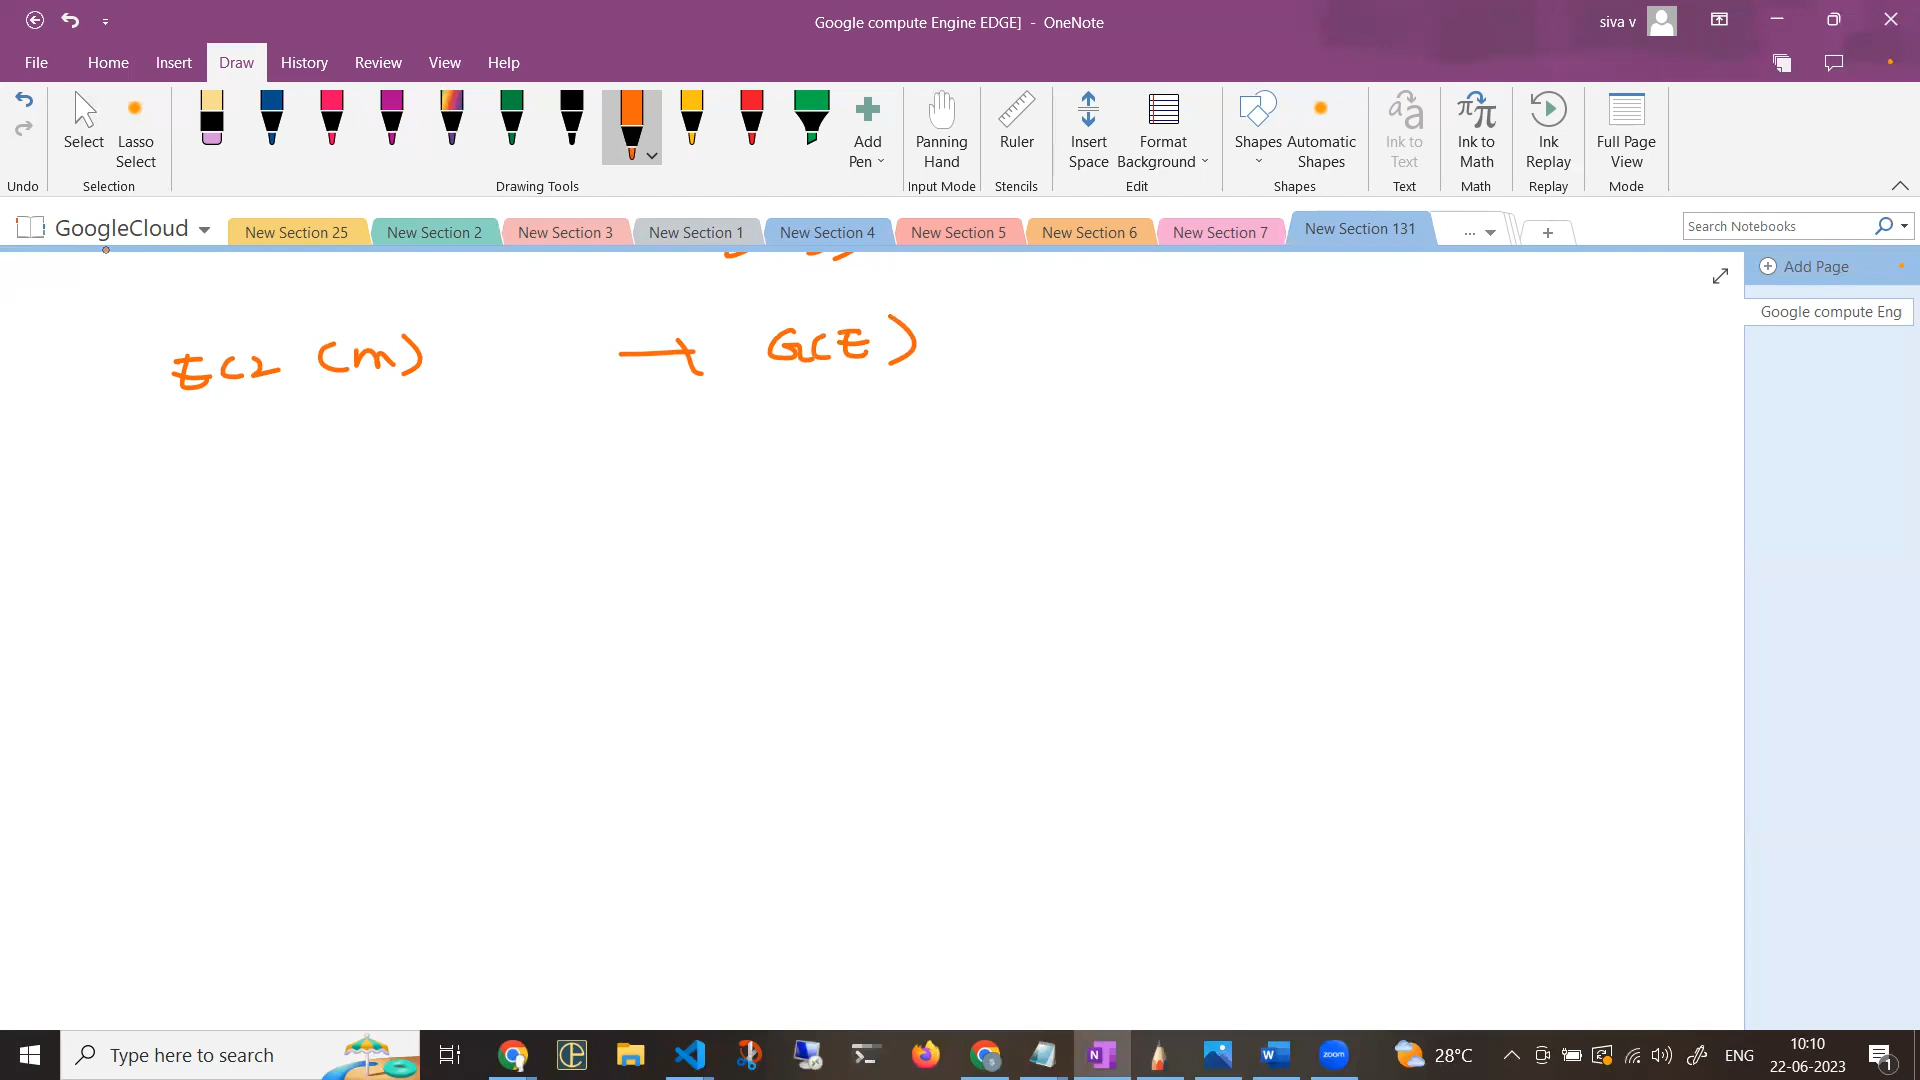 Google compute Engine EDGE] - OneNote
siva v
File Home Insert Draw History Review View Help
Select
Lasso Select
Add Pen
Panning Hand
Ruler
Insert Space
Format Background
Shapes
Automatic Shapes
Ink to Text
Ink to Math
Ink Replay
Full Page View
Undo Selection Drawing Tools Input Mode Stencils Edit Shapes Text Math Replay Mode
GoogleCloud New Section 25 New Section 2 New Section 3 New Section 1 New Section 4 New Section 5 New Section 6 New Section 7 New Section 131 ... Search Notebooks
Add Page
Google compute Eng
EC2 (m) → GCE)
Type here to search
zoom
28°C
ENG
10:10
22-06-2023
1